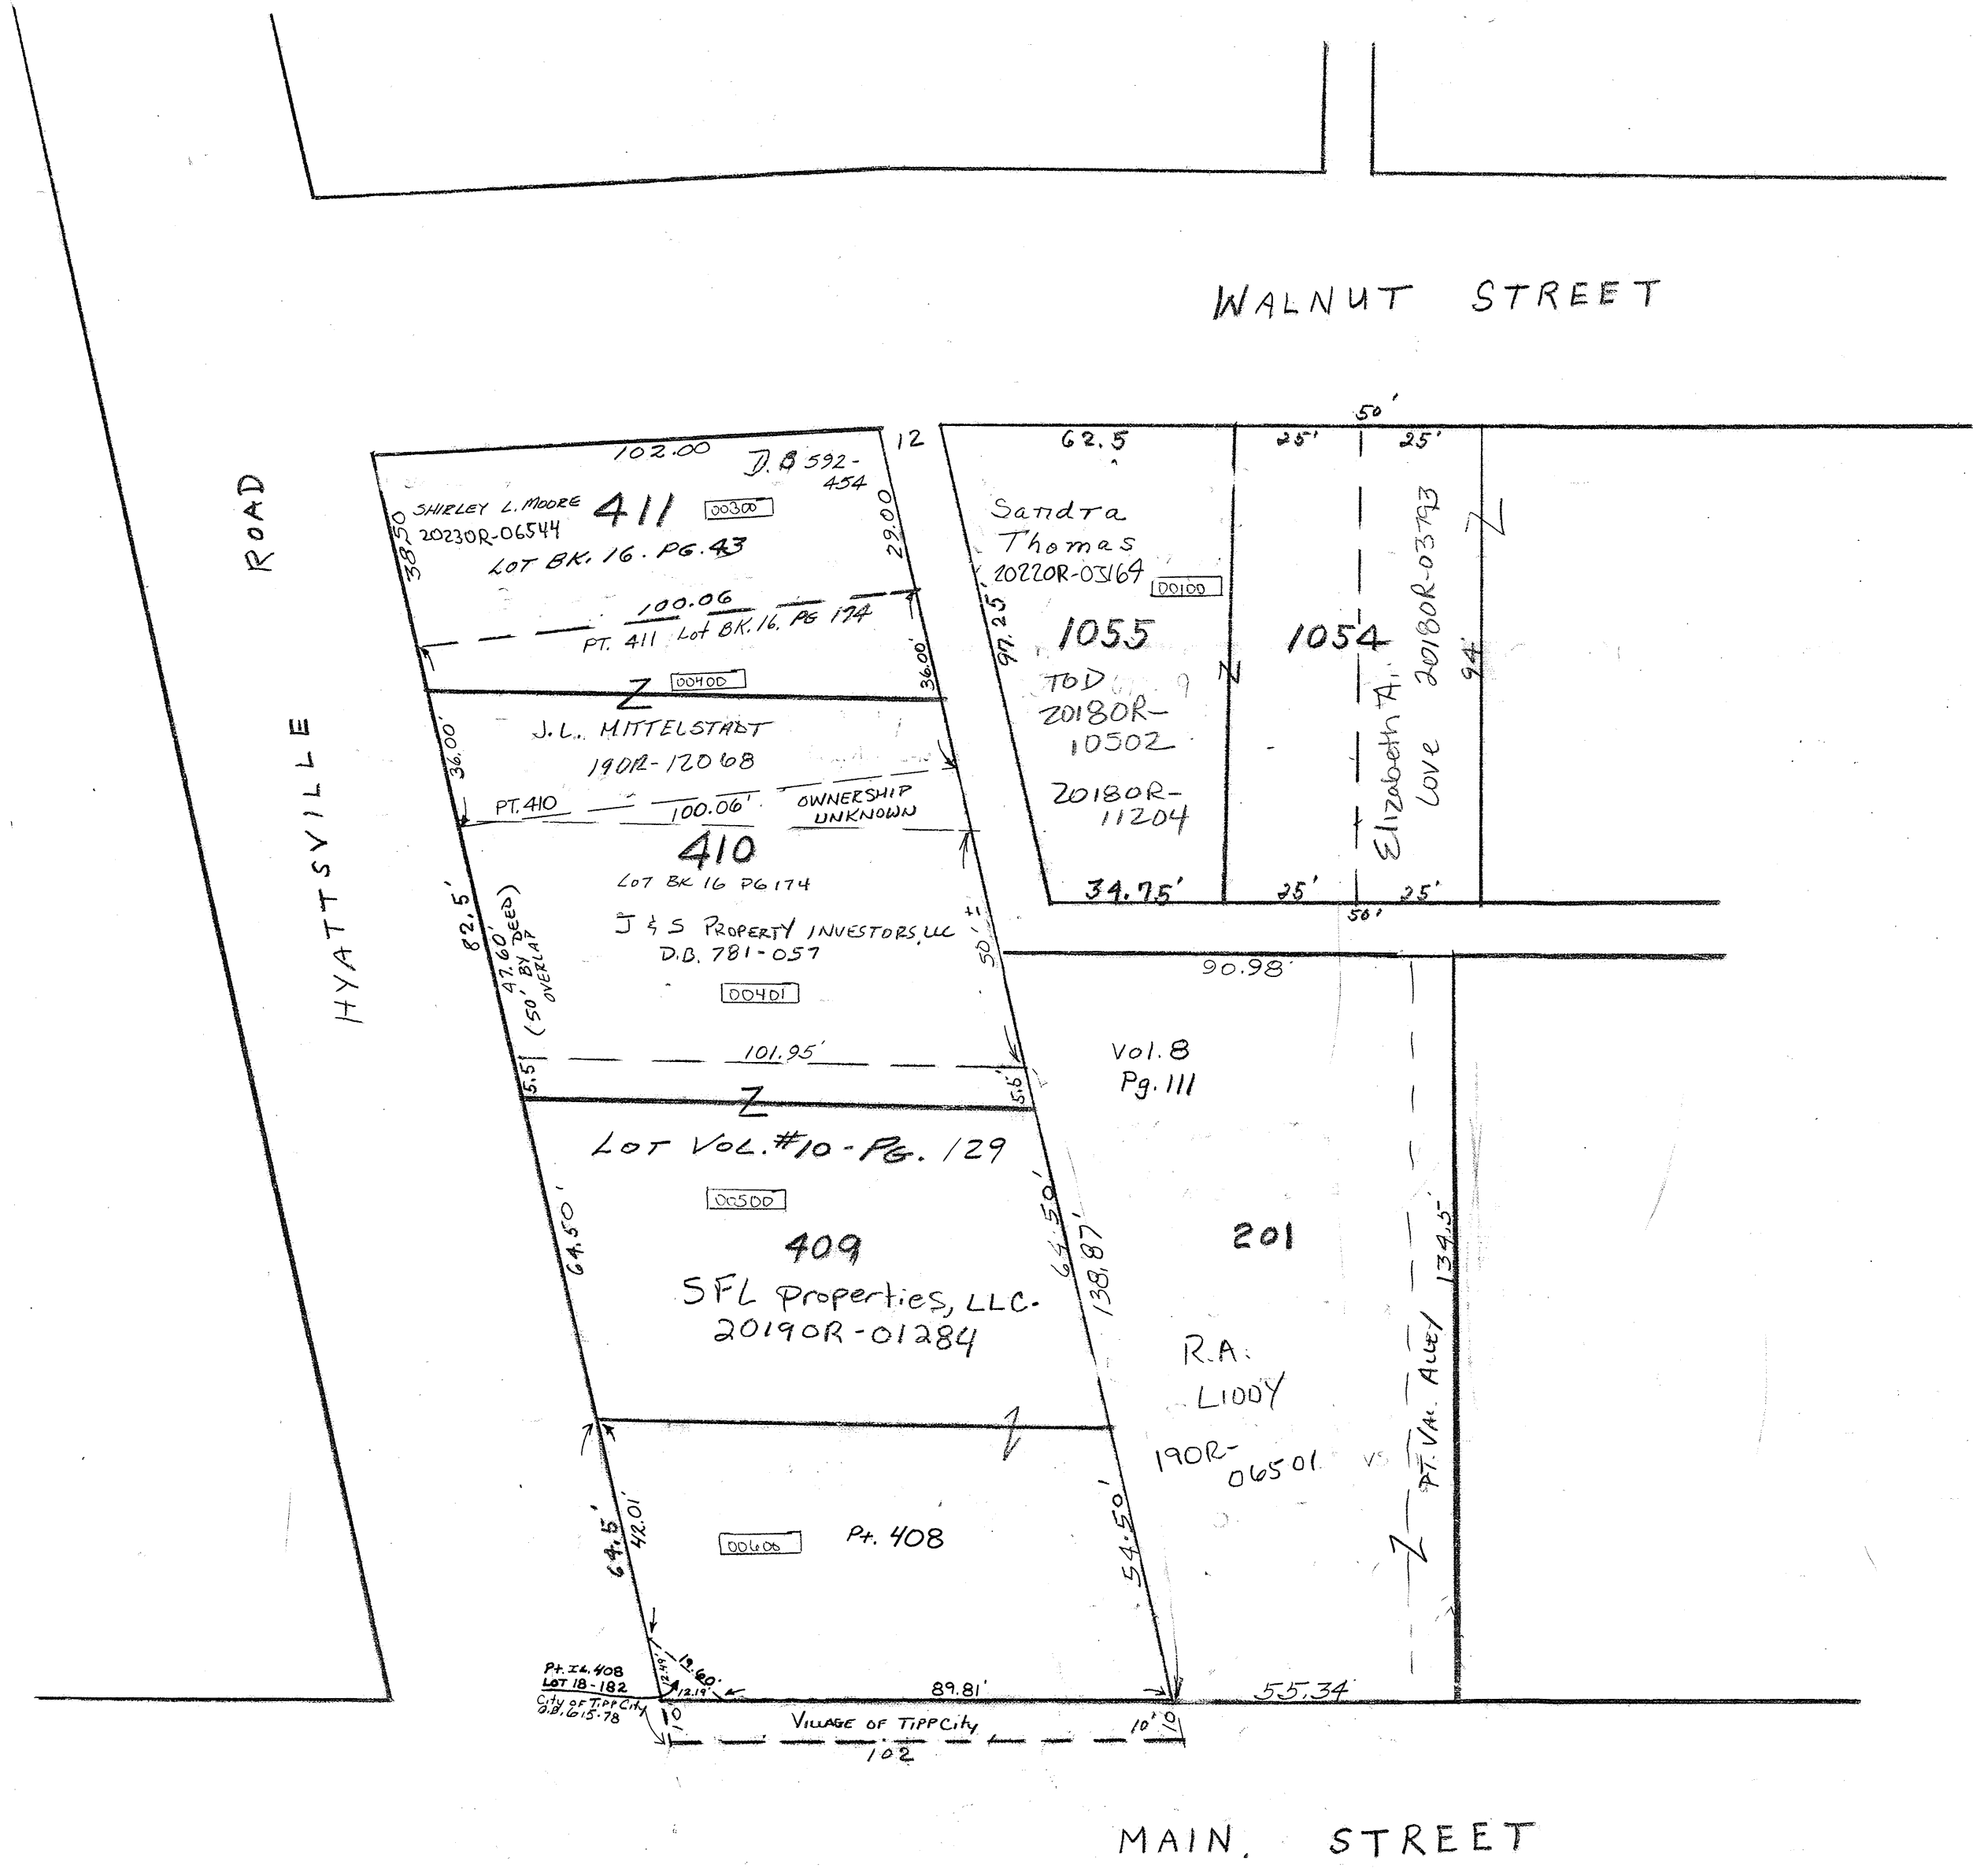 WALNUT STREET
HYATTSVILLE ROAD
102.00
12
D.B 592-
454
SHIRLEY L. MOORE
411
00300
20230R-06544
LOT BK. 16. PG. 43
38.50
29.00
100.06
PT. 411 Lot BK. 16, PG 174
00400
36.00'
36.00'
J.L. MITTELSTADT
190R-12068
PT. 410
100.06'
OWNERSHIP
UNKNOWN
410
LOT BK 16 PG 174
J & S PROPERTY INVESTORS, LLC
D.B. 781-057
00401
82.5'
47.60'
(50' BY DEED)
OVERLAP
50' ±
101.95'
5.5'
5.5'
LOT VOL. #10 - PG. 129
00500
409
SFL Properties, LLC.
20190R-01284
64.50'
64.50'
138.87'
64.5'
42.01'
00600
Pt. 408
54.50'
12.49'
19.60'
12.19'
89.81'
Pt. IL. 408
LOT 18-182
City OF TIPP City
D.B. 615-78
10
VILLAGE OF TIPP City
10'
10
102
62.5
50'
25'
25'
Sandra
Thomas
20220R-03164
00100
97.25'
1055
TOD
20180R-
10502
20180R-
11204
34.75'
1054
Elizabeth A.
Love 20180R-03793
94'
25'
25'
50'
90.98'
Vol. 8
Pg. 111
201
R.A.
LIDDY
190R-
06501
PT. VAC. ALLEY
134.5'
55.34'
MAIN STREET